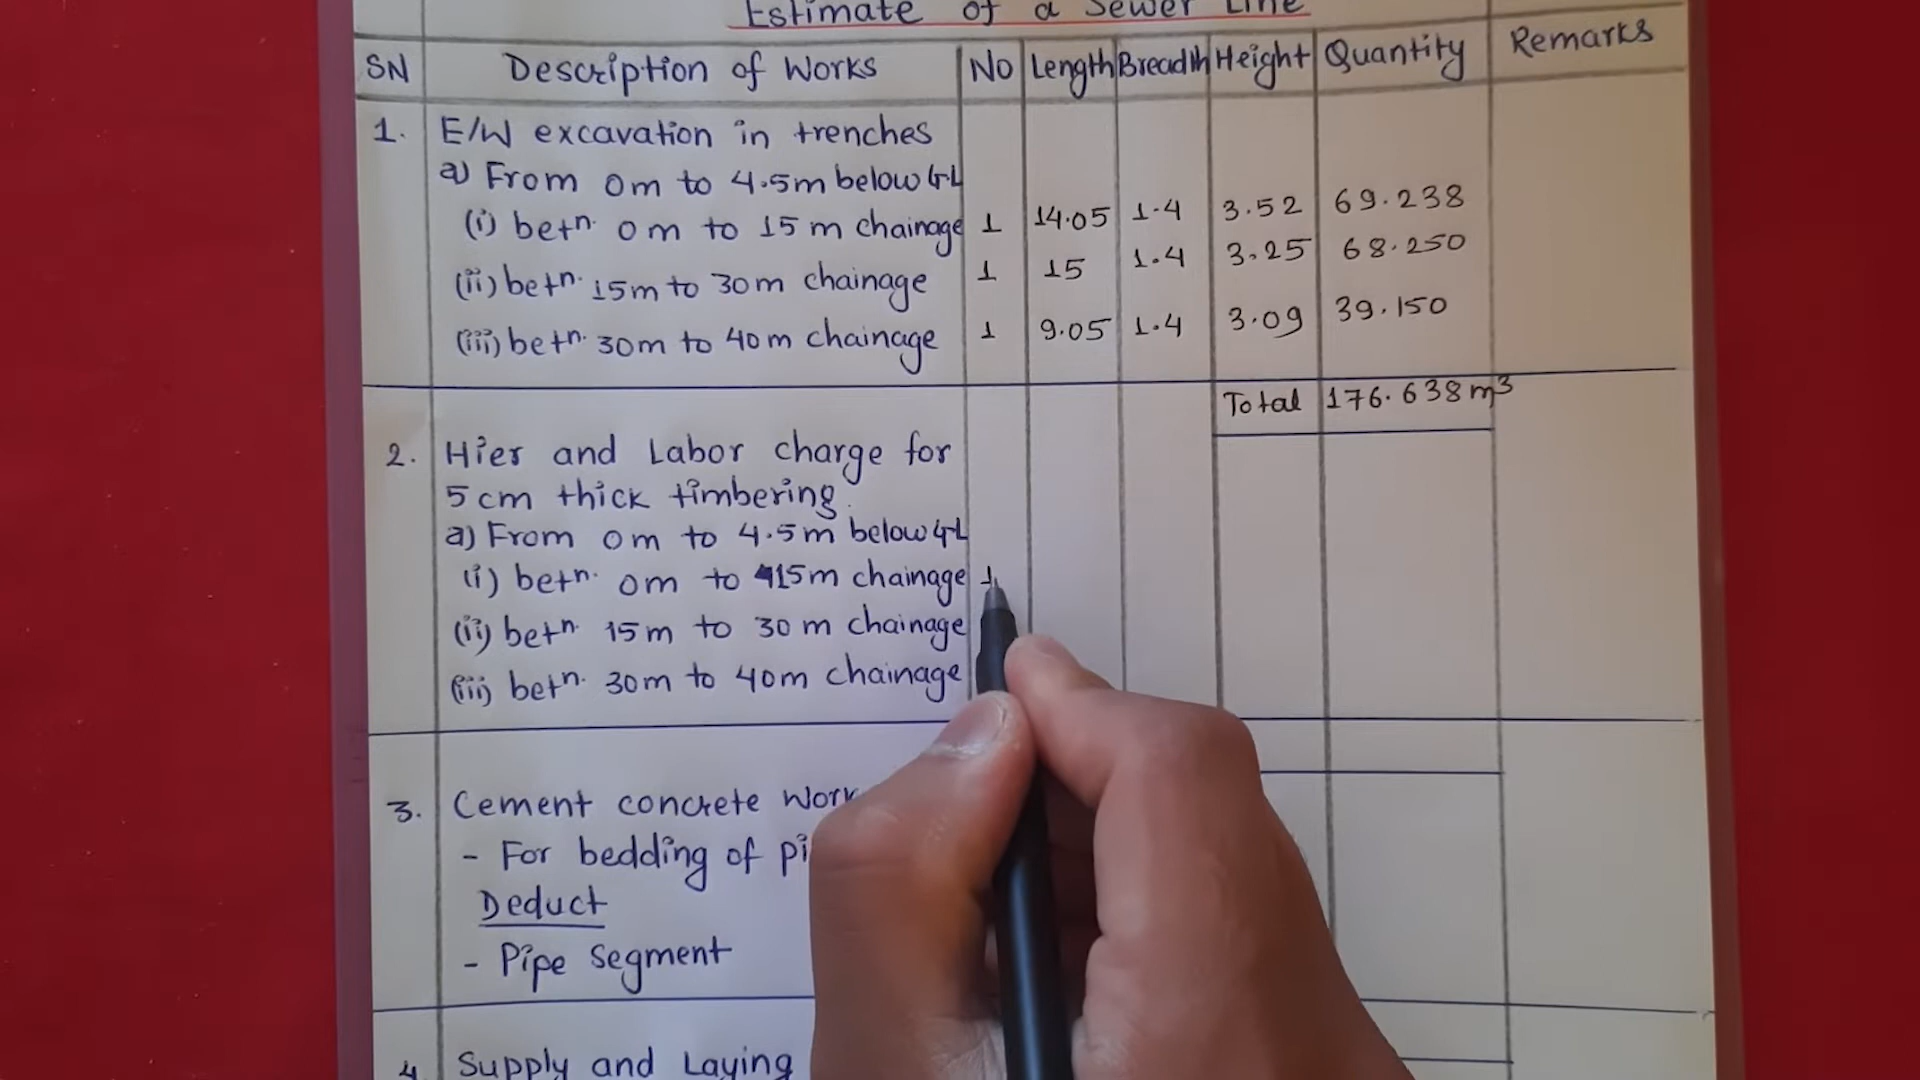 Estimate of a Sewer Line
SN Description of Works No Length Breadth Height Quantity Remarks
1. E/W excavation in trenches
a) From 0m to 4.5m below G-L
(i) betn. 0m to 15 m chainage 1 14.05 1.4 3.52 69.238
(ii) betn. 15m to 30m chainage 1 15 1.4 3.25 68.250
(iii) betn. 30m to 40m chainage 1 9.05 1.4 3.09 39.150
Total 176.638 m³
2. Hier and Labor charge for
5cm thick timbering
a) From 0m to 4.5m below G-L
(i) betn. 0m to 15m chainage 1
(ii) betn. 15m to 30m chainage
(iii) betn. 30m to 40m chainage
3. Cement concrete Work
- For bedding of
Deduct
- Pipe segment
4. Supply and Laying